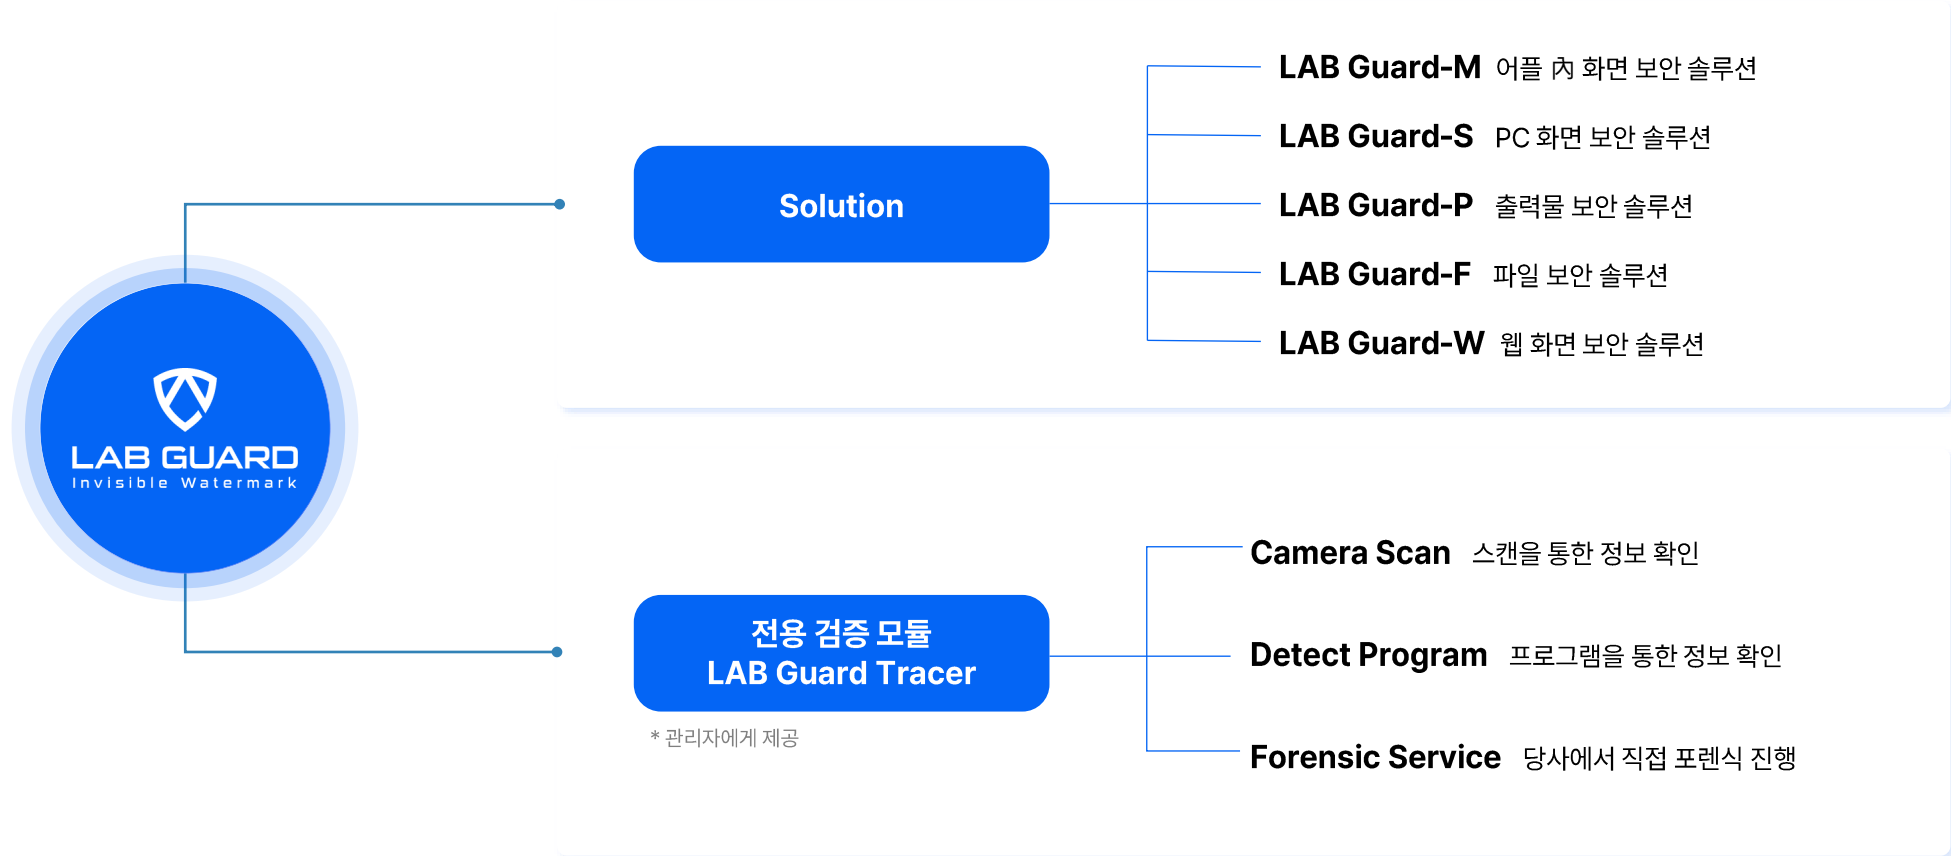 LAB GUARD
Invisible Watermark
Solution
LAB Guard-M 어플 內 화면 보안 솔루션
LAB Guard-S PC 화면 보안 솔루션
LAB Guard-P 출력물 보안 솔루션
LAB Guard-F 파일 보안 솔루션
LAB Guard-W 웹 화면 보안 솔루션
전용 검증 모듈
LAB Guard Tracer
* 관리자에게 제공
Camera Scan 스캔을 통한 정보 확인
Detect Program 프로그램을 통한 정보 확인
Forensic Service 당사에서 직접 포렌식 진행